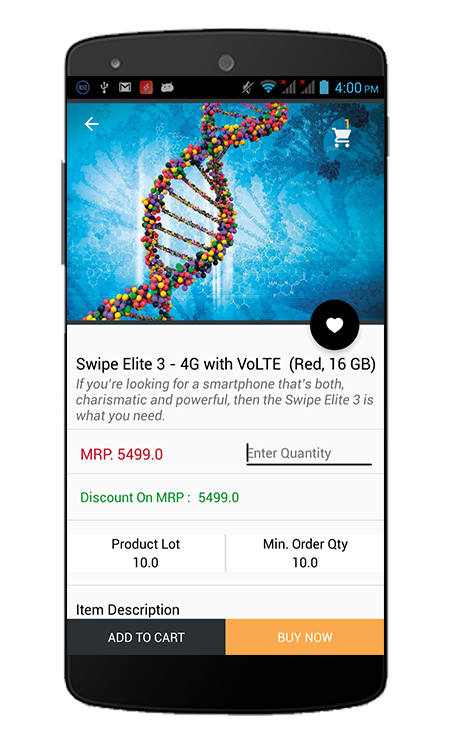 100
4:00 PM
1
Swipe Elite 3 - 4G with VoLTE (Red, 16 GB)
If you're looking for a smartphone that's both,
charismatic and powerful, then the Swipe Elite 3 is
what you need.
MRP. 5499.0
Enter Quantity
Discount On MRP : 5499.0
Product Lot
Min. Order Qty
10.0
10.0
Item Description
ADD TO CART
BUY NOW